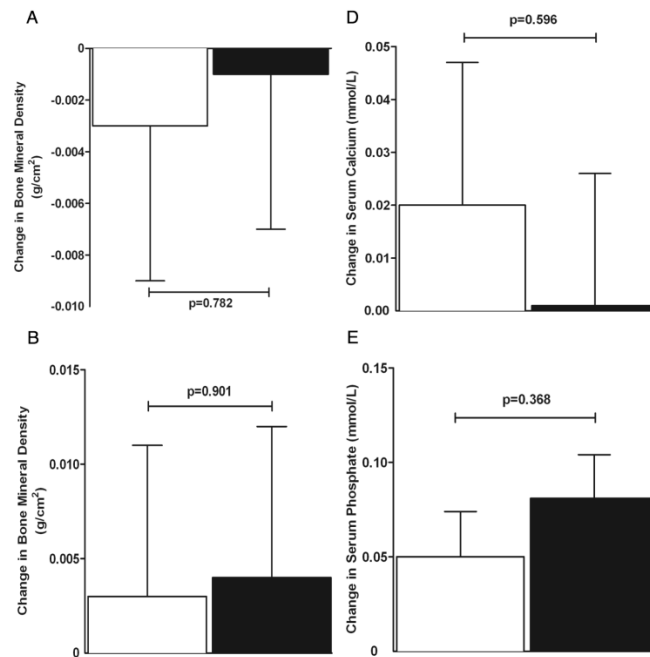 A
0
-0.002
-0.004
-0.006
-0.008
-0.010
Change in Bone Mineral Density
(g/cm²)
p=0.782
D
p=0.596
0.05
0.04
0.03
0.02
0.01
0.00
Change in Serum Calcium (mmol/L)
B
0.015
0.010
0.005
0
Change in Bone Mineral Density
(g/cm²)
p=0.901
E
0.15
0.10
0.05
0
Change in Serum Phosphate (mmol/L)
p=0.368